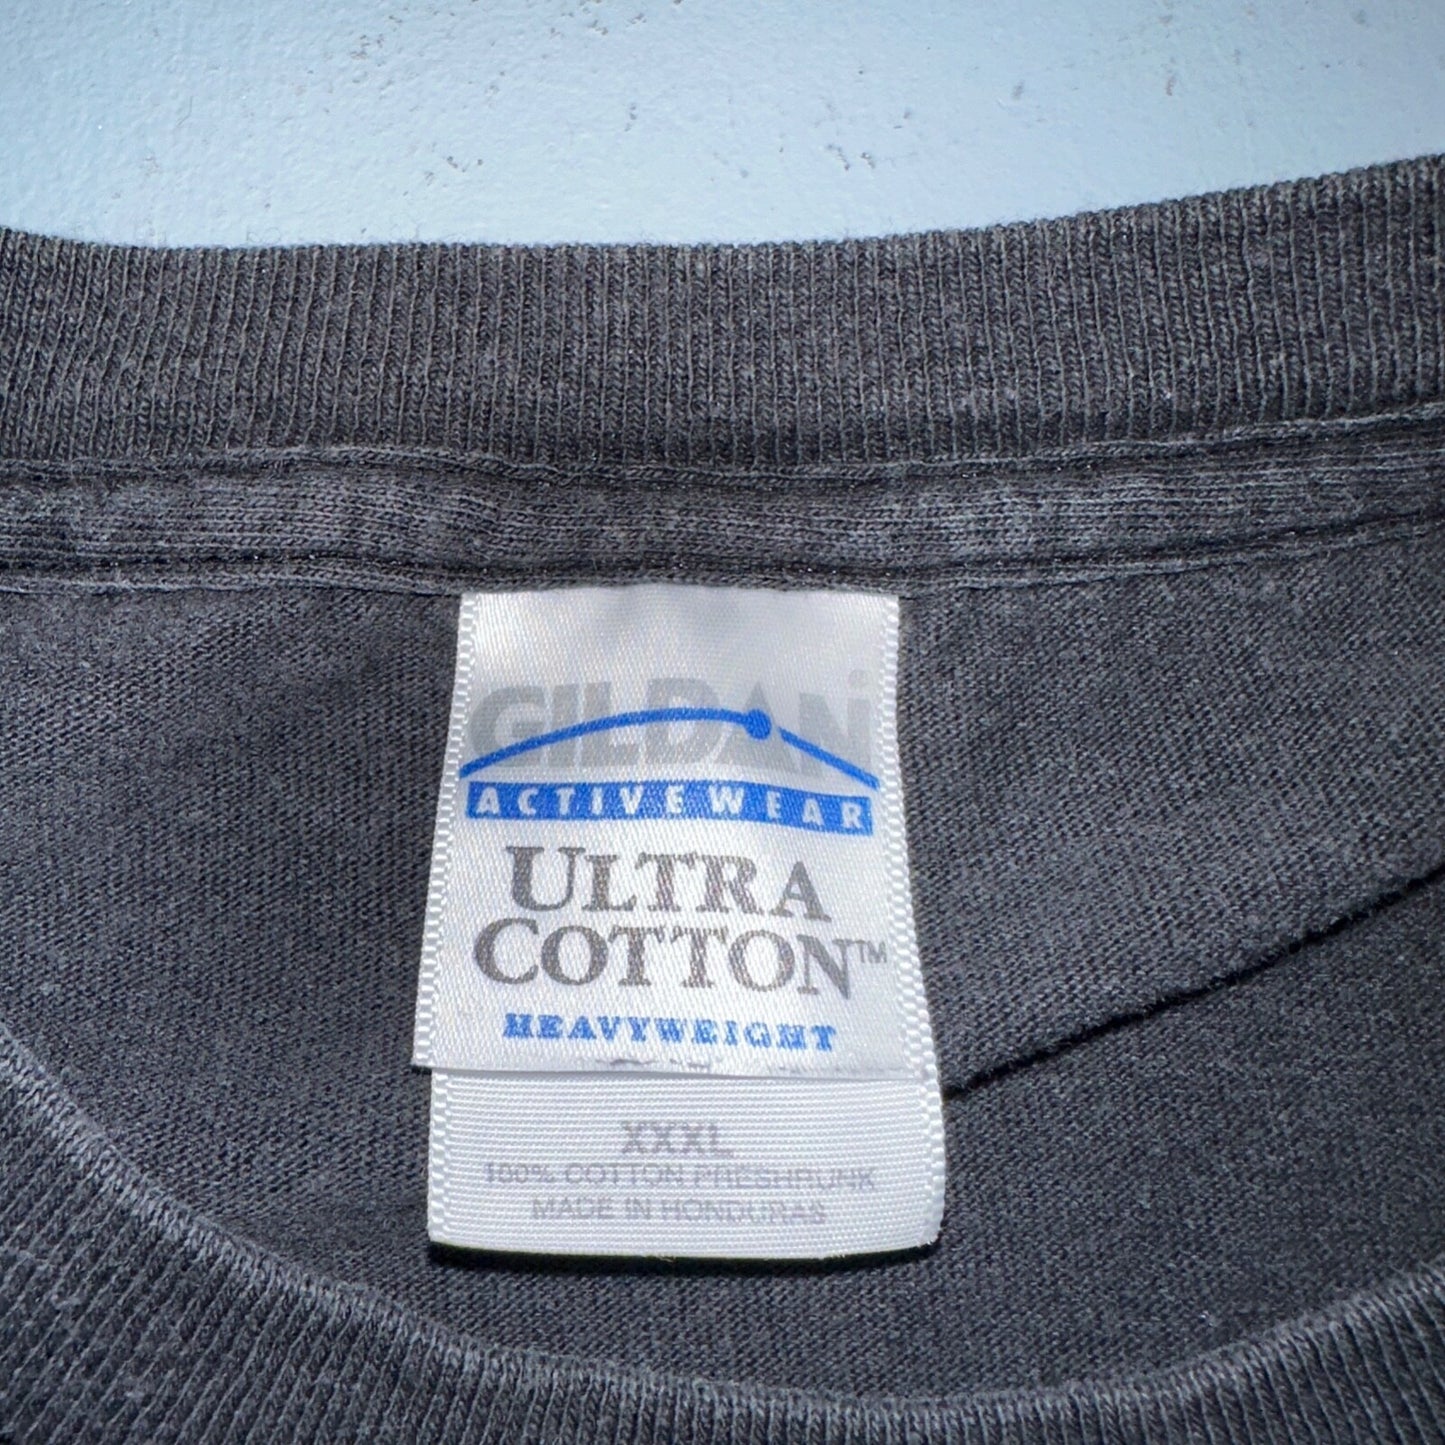 GILDAN®
ACTIVEWEAR
ULTRA
COTTON™
HEAVYWEIGHT
XXXL
100% COTTON PRESHRUNK
MADE IN HONDURAS